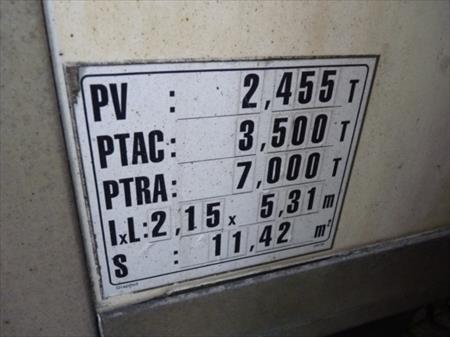 PV : 2,455 T
PTAC: 3,500 T
PTRA: 7,000 T
lxL:2,15 x 5,31 m
S : 11,42 m²